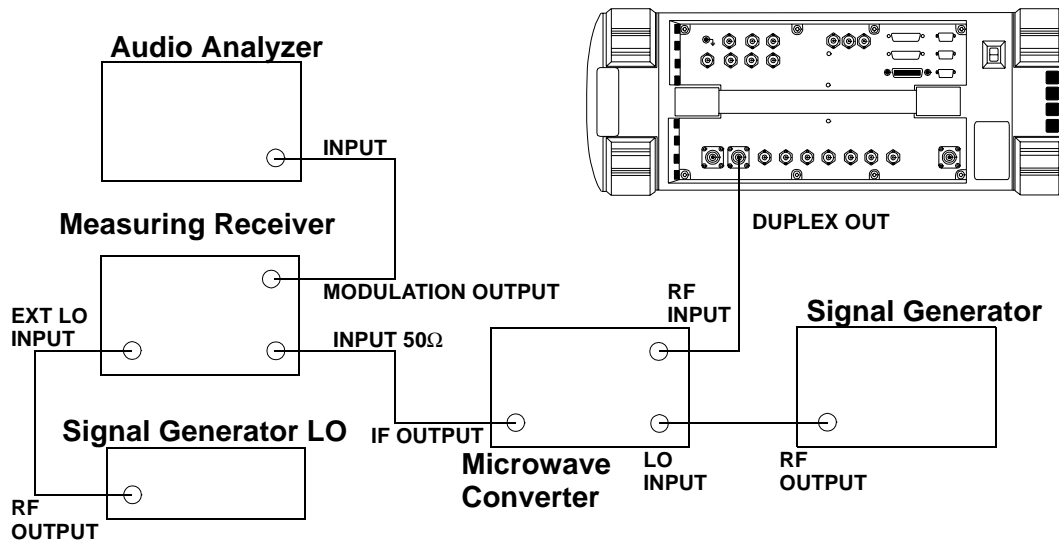 Audio Analyzer
INPUT
Measuring Receiver
DUPLEX OUT
MODULATION OUTPUT
EXT LO
INPUT
INPUT 50Ω
RF
INPUT
Signal Generator
Signal Generator LO
IF OUTPUT
Microwave
Converter
LO
INPUT
RF
OUTPUT
RF
OUTPUT